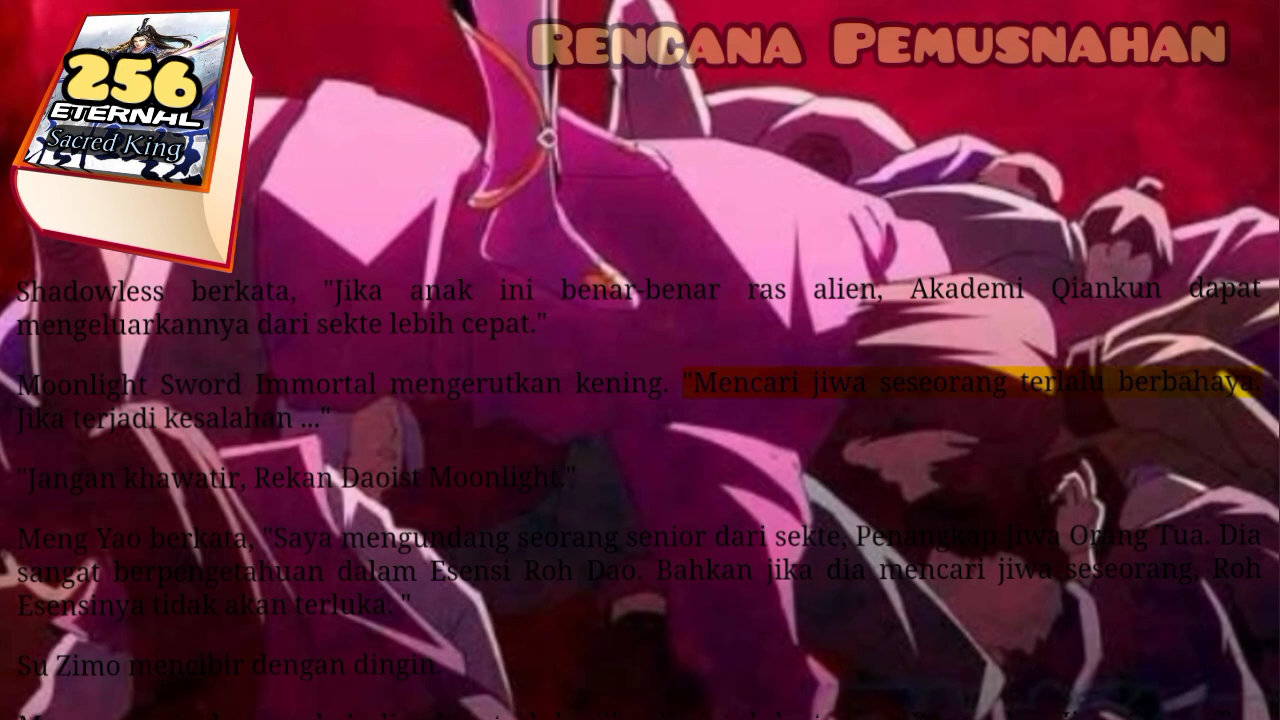 Rencana Pemusnahan
256
ETERNAL
Sacred King
Shadowless berkata, "Jika anak ini benar-benar ras alien, Akademi Qiankun dapat
mengeluarkannya dari sekte lebih cepat."
Moonlight Sword Immortal mengerutkan kening. "Mencari jiwa seseorang terlalu berbahaya.
Jika terjadi kesalahan ..."
"Jangan khawatir, Rekan Daoist Moonlight."
Meng Yao berkata, "Saya mengundang seorang senior dari sekte, Penangkap Jiwa Orang Tua. Dia
sangat berpengetahuan dalam Esensi Roh Dao. Bahkan jika dia mencari jiwa seseorang, Roh
Esensinya tidak akan terluka. "
Su Zimo mencibir dengan dingin.